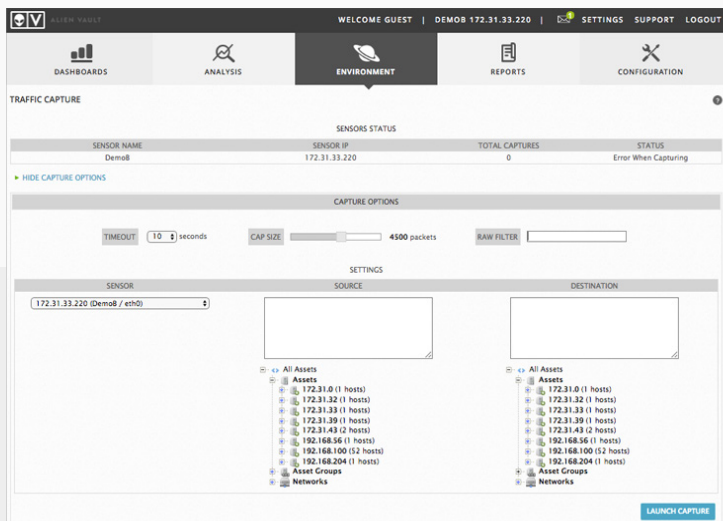 ALIEN VAULT
WELCOME GUEST | DEMO8 172.31.33.220 | SETTINGS SUPPORT LOGOUT
DASHBOARDS ANALYSIS ENVIRONMENT REPORTS CONFIGURATION
TRAFFIC CAPTURE
SENSORS STATUS
SENSOR NAME SENSOR IP TOTAL CAPTURES STATUS
Demo8 172.31.33.220 0 Error When Capturing
HIDE CAPTURE OPTIONS
CAPTURE OPTIONS
TIMEOUT 10 seconds CAP SIZE 4500 packets RAW FILTER
SETTINGS
SENSOR SOURCE DESTINATION
172.31.33.220 (Demo8 / eth0)
All Assets All Assets
Assets Assets
172.31.0 (1 hosts) 172.31.0 (1 hosts)
172.31.32 (1 hosts) 172.31.32 (1 hosts)
172.31.33 (1 hosts) 172.31.33 (1 hosts)
172.31.39 (1 hosts) 172.31.39 (1 hosts)
172.31.43 (2 hosts) 172.31.43 (2 hosts)
192.168.56 (1 hosts) 192.168.56 (1 hosts)
192.168.100 (52 hosts) 192.168.100 (52 hosts)
192.168.204 (1 hosts) 192.168.204 (1 hosts)
Asset Groups Asset Groups
Networks Networks
LAUNCH CAPTURE